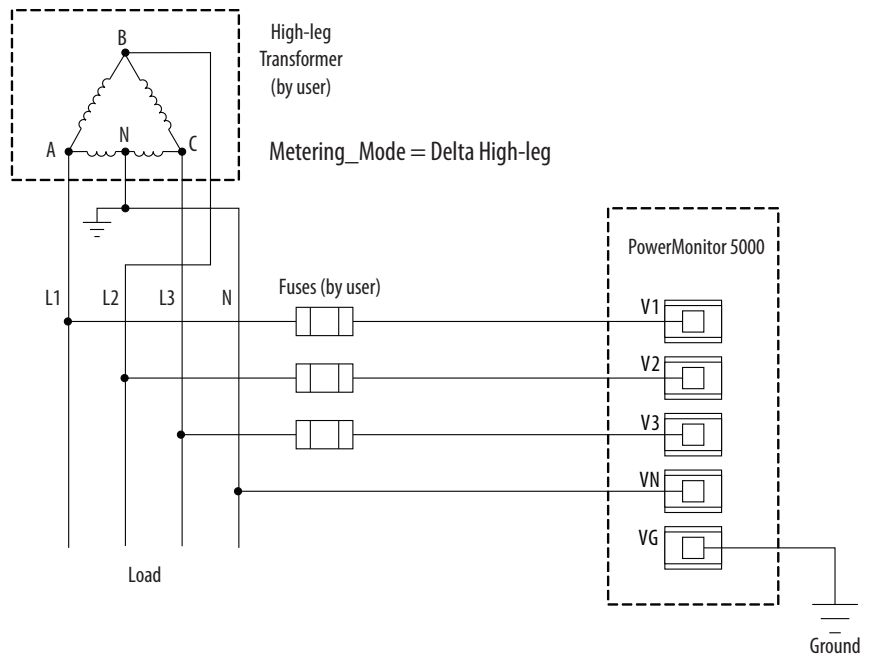 High-leg
Transformer
(by user)
B
A
N
C
Metering_Mode = Delta High-leg
PowerMonitor 5000
L1
L2
L3
N
Fuses (by user)
V1
V2
V3
VN
VG
Load
Ground